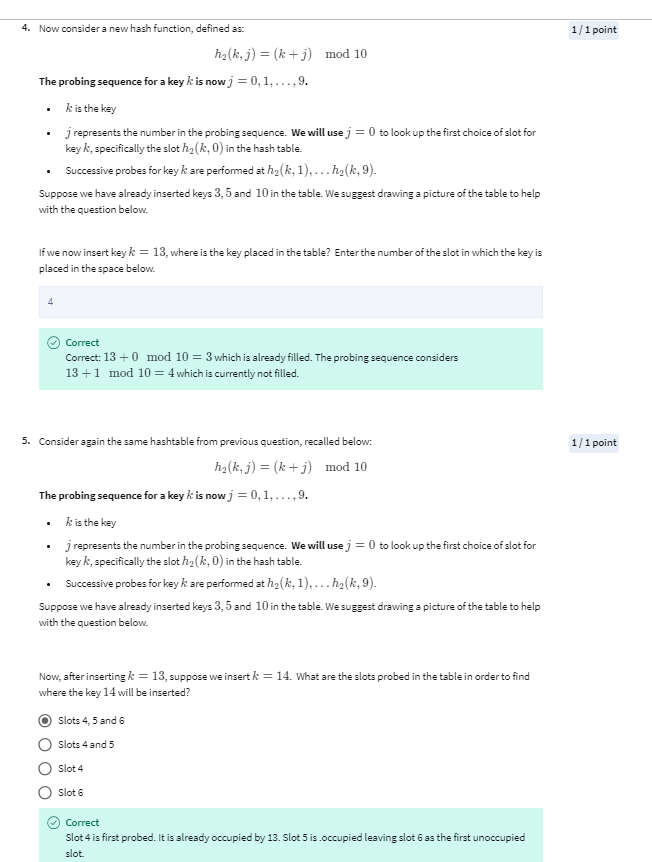 4. Now consider a new hash function, defined as:
1 / 1 point
h₂(k, j) = (k + j) mod 10
The probing sequence for a key k is now j = 0, 1, . . . , 9.
• k is the key
• j represents the number in the probing sequence. We will use j = 0 to look up the first choice of slot for
key k, specifically the slot h₂(k, 0) in the hash table.
• Successive probes for key k are performed at h₂(k, 1), . . . h₂(k, 9).
Suppose we have already inserted keys 3, 5 and 10 in the table. We suggest drawing a picture of the table to help
with the question below.
If we now insert key k = 13, where is the key placed in the table? Enter the number of the slot in which the key is
placed in the space below.
4
Correct
Correct: 13 + 0 mod 10 = 3 which is already filled. The probing sequence considers
13 + 1 mod 10 = 4 which is currently not filled.
5. Consider again the same hashtable from previous question, recalled below:
1 / 1 point
h₂(k, j) = (k + j) mod 10
The probing sequence for a key k is now j = 0, 1, . . . , 9.
• k is the key
• j represents the number in the probing sequence. We will use j = 0 to look up the first choice of slot for
key k, specifically the slot h₂(k, 0) in the hash table.
• Successive probes for key k are performed at h₂(k, 1), . . . h₂(k, 9).
Suppose we have already inserted keys 3, 5 and 10 in the table. We suggest drawing a picture of the table to help
with the question below.
Now, after inserting k = 13, suppose we insert k = 14. What are the slots probed in the table in order to find
where the key 14 will be inserted?
Slots 4, 5 and 6
Slots 4 and 5
Slot 4
Slot 6
Correct
Slot 4 is first probed. It is already occupied by 13. Slot 5 is .occupied leaving slot 6 as the first unoccupied
slot.